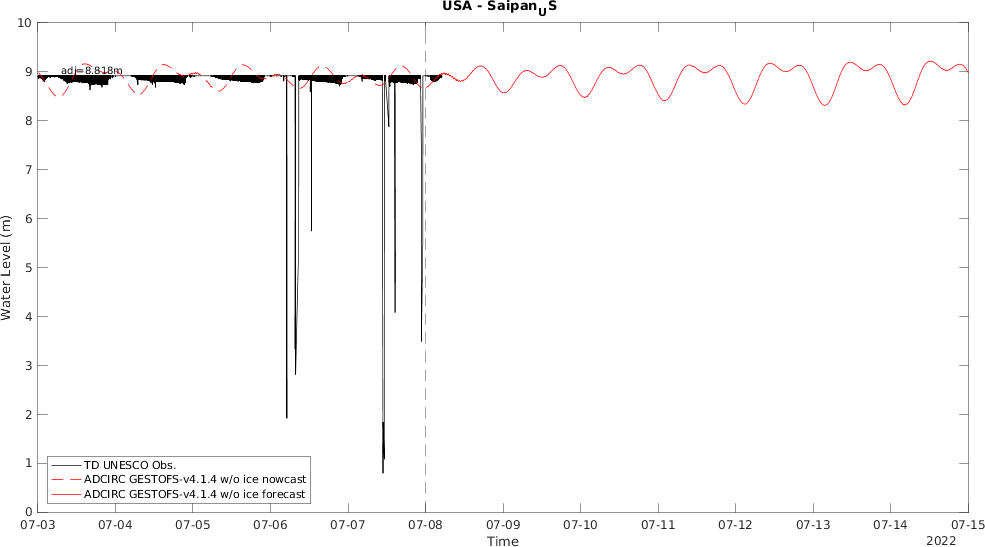 USA - SaipanUS
10
9
8
7
6
5
4
3
2
1
0
Water Level (m)
adj=8.818m
TD UNESCO Obs.
ADCIRC GESTOFS-v4.1.4 w/o ice nowcast
ADCIRC GESTOFS-v4.1.4 w/o ice forecast
07-03 07-04 07-05 07-06 07-07 07-08 07-09 07-10 07-11 07-12 07-13 07-14 07-15
Time
2022